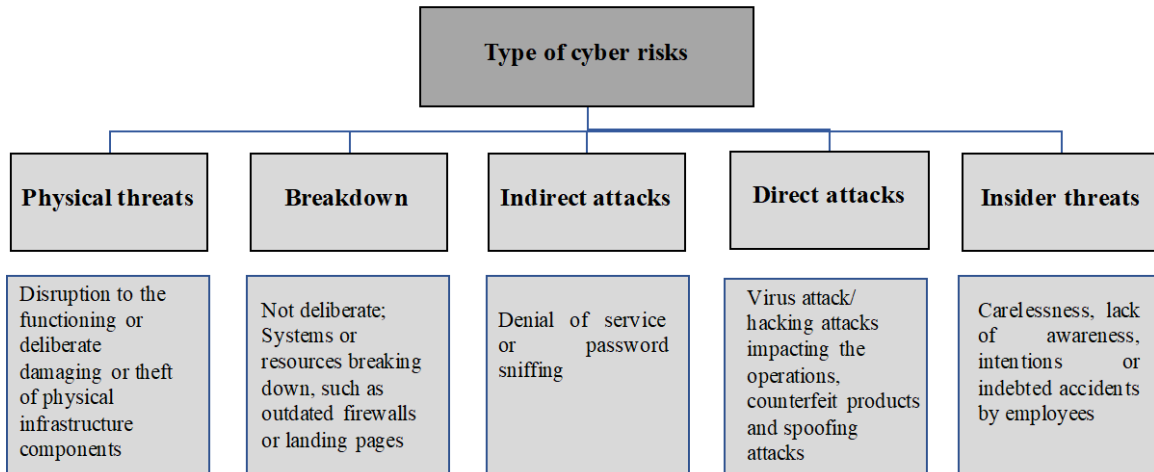 Type of cyber risks
Physical threats
Breakdown
Indirect attacks
Direct attacks
Insider threats
Disruption to the
functioning or
deliberate
damaging or theft
of physical
infrastructure
components
Not deliberate;
Systems or
resources breaking
down, such as
outdated firewalls
or landing pages
Denial of service
or password
sniffing
Virus attack/
hacking attacks
impacting the
operations,
counterfeit products
and spoofing
attacks
Carelessness, lack
of awareness,
intentions or
indebted accidents
by employees